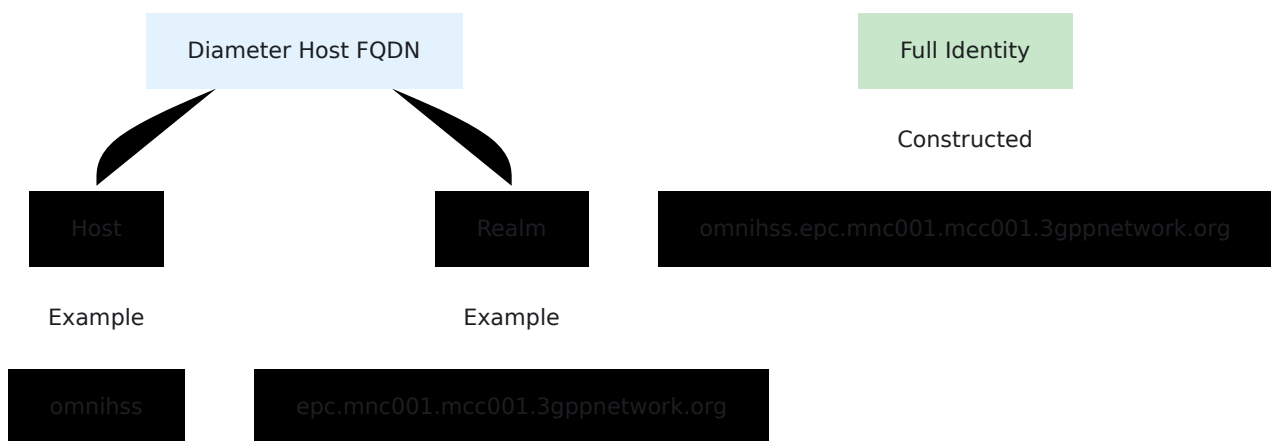 Diameter Host FQDN
Full Identity
Constructed
Host
Realm
omnihss.epc.mnc001.mcc001.3gppnetwork.org
Example
Example
omnihss
epc.mnc001.mcc001.3gppnetwork.org